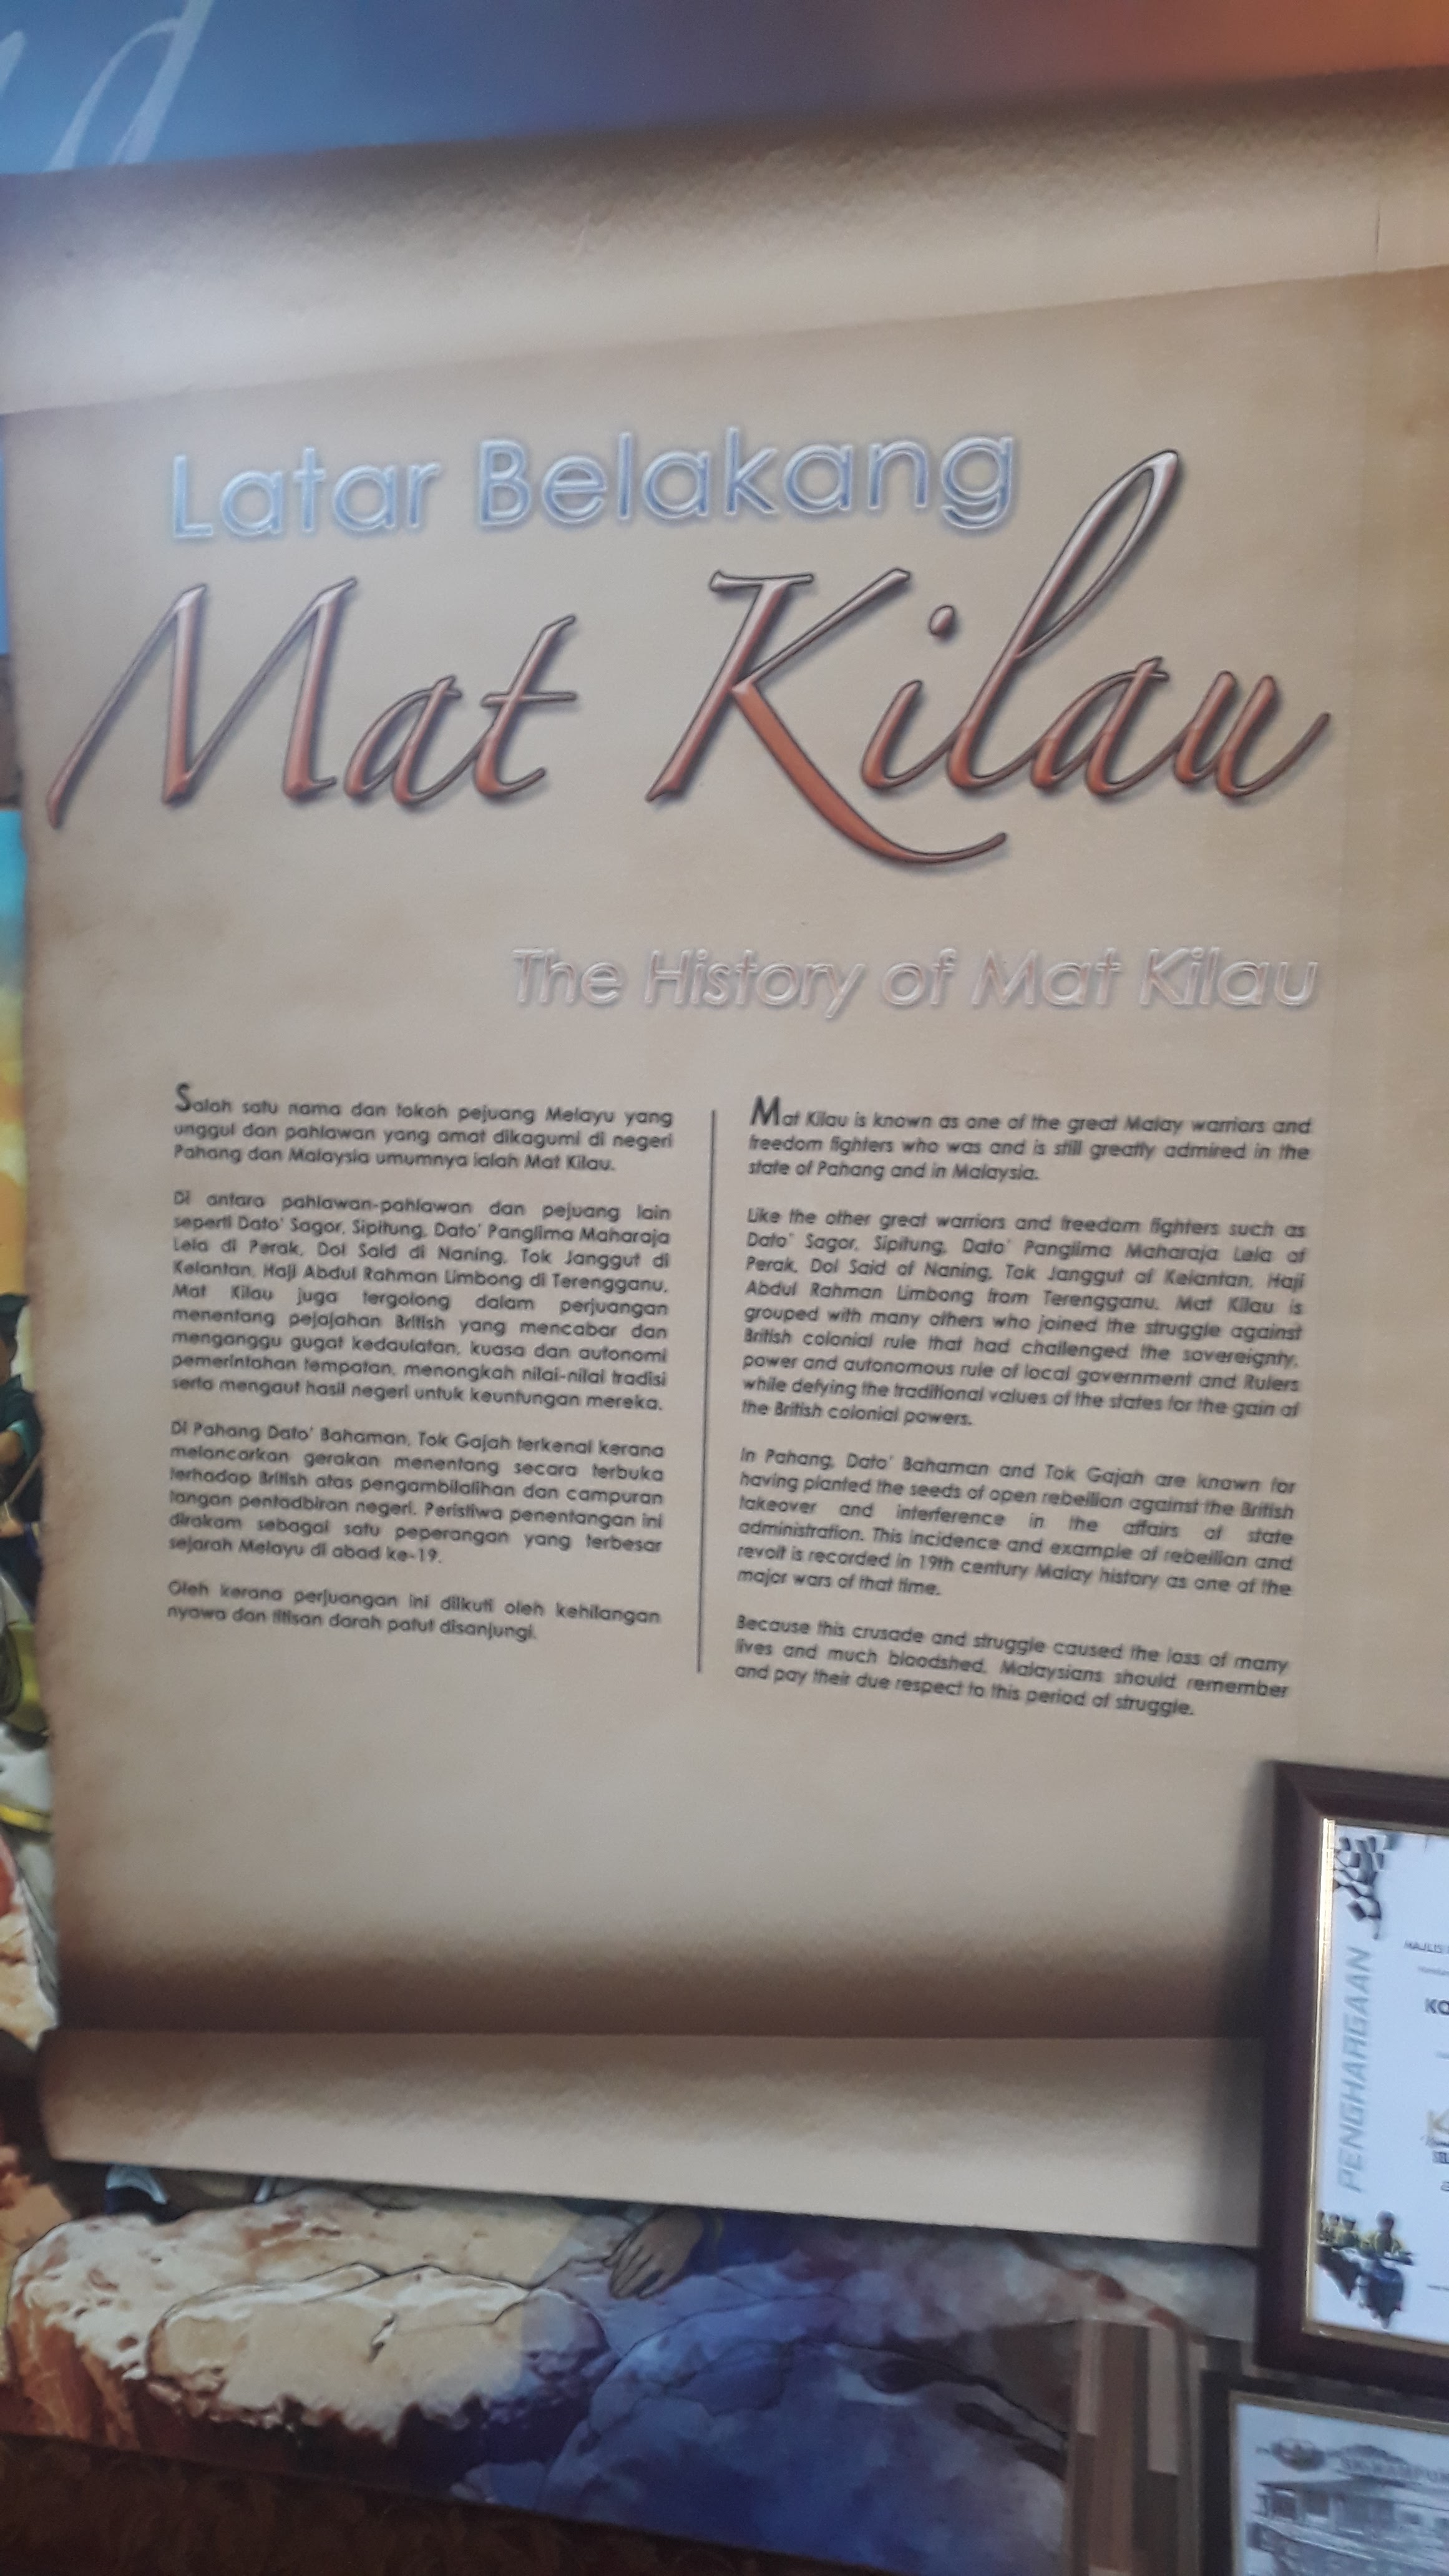 d
Latar Belakang
Mat Kilau
The History of Mat Kilau
Salah satu nama dan tokoh pejuang Melayu yang
unggul dan pahlawan yang amat dikagumi di negeri
Pahang dan Malaysia umumnya ialah Mat Kilau.
Di antara pahlawan-pahlawan dan pejuang lain
seperti Dato' Sagor, Sipitung, Dato' Panglima Maharaja
Lela di Perak, Dol Said di Naning, Tok Janggut di
Kelantan, Haji Abdul Rahman Limbong di Terengganu,
Mat Kilau juga tergolong dalam perjuangan
menentang pejajahan British yang mencabar dan
menganggu gugat kedaulatan, kuasa dan autonomi
pemerintahan tempatan, menongkah nilai-nilai tradisi
serta mengaut hasil negeri untuk keuntungan mereka.
Di Pahang Dato' Bahaman, Tok Gajah terkenal kerana
melancarkan gerakan menentang secara terbuka
terhadap British atas pengambilalihan dan campuran
tangan pentadbiran negeri. Peristiwa penentangan ini
dirakam sebagai satu peperangan yang terbesar
sejarah Melayu di abad ke-19.
Oleh kerana perjuangan ini diikuti oleh kehilangan
nyawa dan titisan darah patut disanjungi.
Mat Kilau is known as one of the great Malay warriors and
freedom fighters who was and is still greatly admired in the
state of Pahang and in Malaysia.
Like the other great warriors and freedom fighters such as
Dato' Sagor, Sipitung, Dato' Panglima Maharaja Lela of
Perak, Dol Said of Naning, Tok Janggut of Kelantan, Haji
Abdul Rahman Limbong from Terengganu, Mat Kilau is
grouped with many others who joined the struggle against
British colonial rule that had challenged the sovereignty,
power and autonomous rule of local government and Rulers
while defying the traditional values of the states for the gain of
the British colonial powers.
In Pahang, Dato' Bahaman and Tok Gajah are known for
having planted the seeds of open rebellion against the British
takeover and interference in the affairs of state
administration. This incidence and example of rebellion and
revolt is recorded in 19th century Malay history as one of the
major wars of that time.
Because this crusade and struggle caused the loss of many
lives and much bloodshed, Malaysians should remember
and pay their due respect to this period of struggle.
PENGHARGAAN
MAJLIS
KO